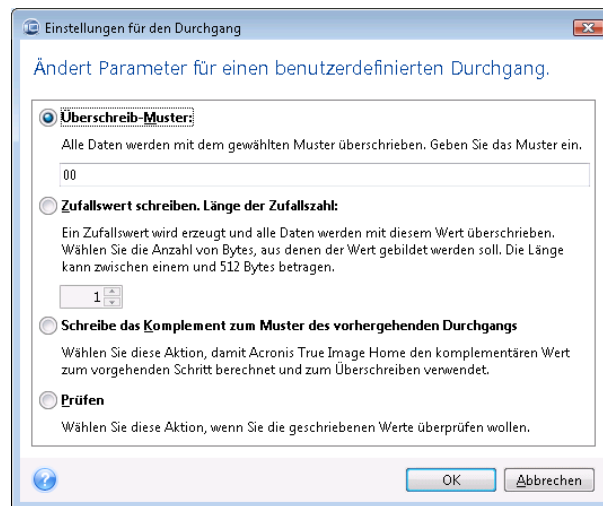 Einstellungen für den Durchgang
Ändert Parameter für einen benutzerdefinierten Durchgang.
Überschreib-Muster:
Alle Daten werden mit dem gewählten Muster überschrieben. Geben Sie das Muster ein.
00
Zufallswert schreiben. Länge der Zufallszahl:
Ein Zufallswert wird erzeugt und alle Daten werden mit diesem Wert überschrieben.
Wählen Sie die Anzahl von Bytes, aus denen der Wert gebildet werden soll. Die Länge
kann zwischen einem und 512 Bytes betragen.
1
Schreibe das Komplement zum Muster des vorhergehenden Durchgangs
Wählen Sie diese Aktion, damit Acronis True Image Home den komplementären Wert
zum vorgehenden Schritt berechnet und zum Überschreiben verwendet.
Prüfen
Wählen Sie diese Aktion, wenn Sie die geschriebenen Werte überprüfen wollen.
?
OK
Abbrechen